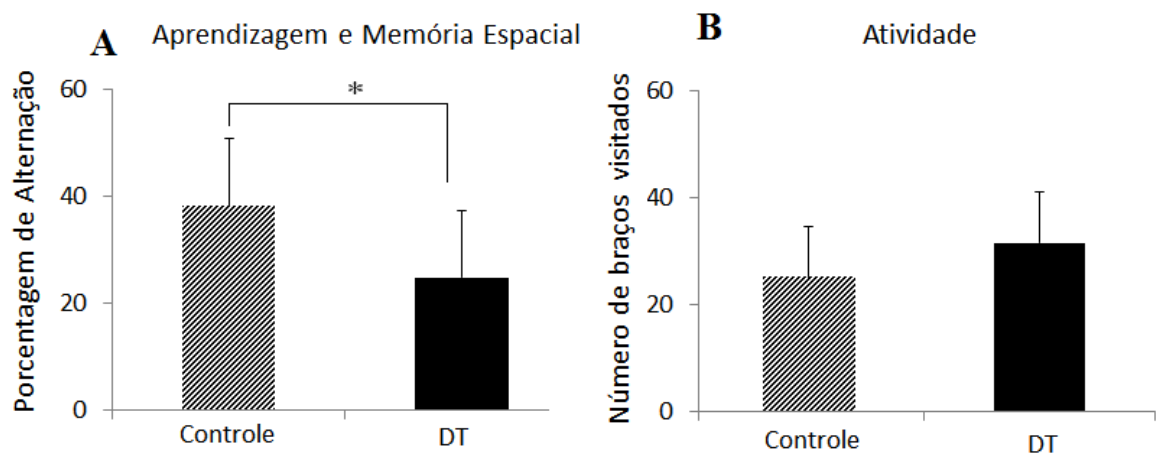 A
Aprendizagem e Memória Espacial
Porcentagem de Alternação
60
40
20
0
*
Controle
DT
B
Atividade
Número de braços visitados
60
40
20
0
Controle
DT